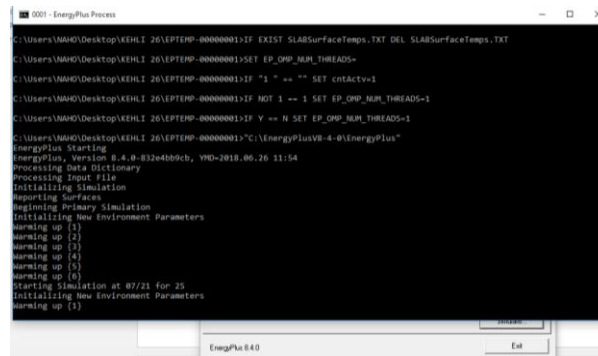 0001 - EnergyPlus Process
C:\Users\NAHO\Desktop\KEHLI 26\EPTEMP-00000001>IF EXIST SLABSurfaceTemps.TXT DEL SLABSurfaceTemps.TXT
C:\Users\NAHO\Desktop\KEHLI 26\EPTEMP-00000001>SET EP_OMP_NUM_THREADS=
C:\Users\NAHO\Desktop\KEHLI 26\EPTEMP-00000001>IF "1 " == "" SET cntActv=1
C:\Users\NAHO\Desktop\KEHLI 26\EPTEMP-00000001>IF NOT 1 == 1 SET EP_OMP_NUM_THREADS=1
C:\Users\NAHO\Desktop\KEHLI 26\EPTEMP-00000001>IF Y == N SET EP_OMP_NUM_THREADS=1
C:\Users\NAHO\Desktop\KEHLI 26\EPTEMP-00000001>"C:\EnergyPlusV8-4-0\EnergyPlus"
EnergyPlus Starting
EnergyPlus, Version 8.4.0-832e4bb9cb, YMD=2018.06.26 11:54
Processing Data Dictionary
Processing Input File
Initializing Simulation
Reporting Surfaces
Beginning Primary Simulation
Initializing New Environment Parameters
Warming up {1}
Warming up {2}
Warming up {3}
Warming up {4}
Warming up {5}
Warming up {6}
Starting Simulation at 07/21 for 25
Initializing New Environment Parameters
Warming up {1}
EnergyPlus 8.4.0
Exit